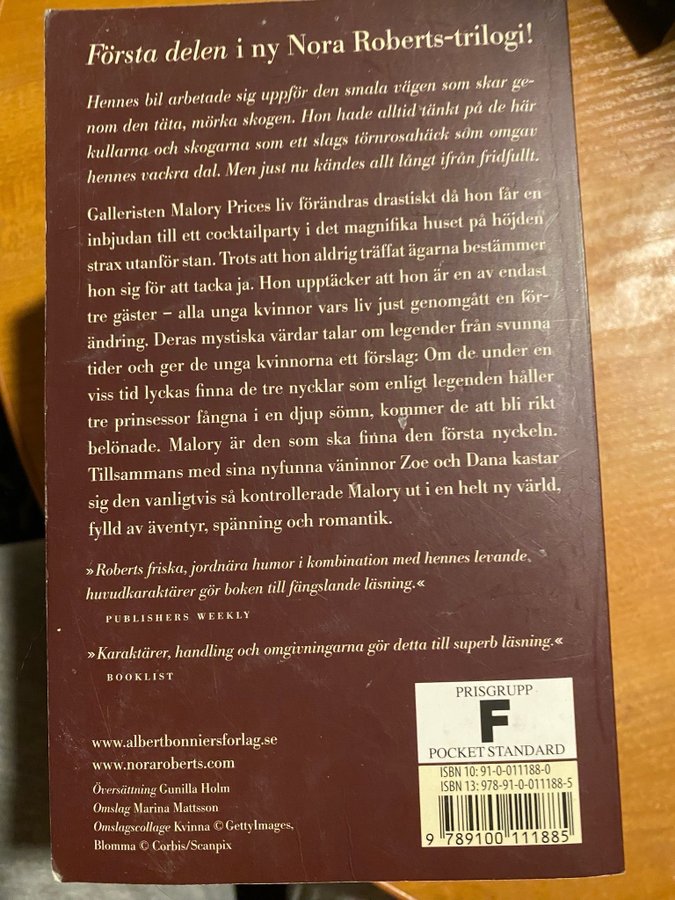 Första delen i ny Nora Roberts-trilogi!
Hennes bil arbetade sig uppför den smala vägen som skar ge-
nom den täta, mörka skogen. Hon hade alltid tänkt på de här
kullarna och skogarna som ett slags törnrosahäck som omgav
hennes vackra dal. Men just nu kändes allt långt ifrån fridfullt.
Galleristen Malory Prices liv förändras drastiskt då hon får en
inbjudan till ett cocktailparty i det magnifika huset på höjden
strax utanför stan. Trots att hon aldrig träffat ägarna bestämmer
hon sig för att tacka ja. Hon upptäcker att hon är en av endast
tre gäster – alla unga kvinnor vars liv just genomgått en för-
ändring. Deras mystiska värdar talar om legender från svunna
tider och ger de unga kvinnorna ett förslag: Om de under en
viss tid lyckas finna de tre nycklar som enligt legenden håller
tre prinsessor fångna i en djup sömn, kommer de att bli rikt
belönade. Malory är den som ska finna den första nyckeln.
Tillsammans med sina nyfunna väninnor Zoe och Dana kastar
sig den vanligtvis så kontrollerade Malory ut i en helt ny värld,
fylld av äventyr, spänning och romantik.
»Roberts friska, jordnära humor i kombination med hennes levande
huvudkaraktärer gör boken till fängslande läsning.«
PUBLISHERS WEEKLY
»Karaktärer, handling och omgivningarna gör detta till superb läsning.«
BOOKLIST
www.albertbonniersforlag.se
www.noraroberts.com
Översättning Gunilla Holm
Omslag Marina Mattsson
Omslagscollage Kvinna © GettyImages,
Blomma © Corbis/Scanpix
PRISGRUPP
F
POCKET STANDARD
ISBN 10: 91-0-011188-0
ISBN 13: 978-91-0-011188-5
9 789100 111885